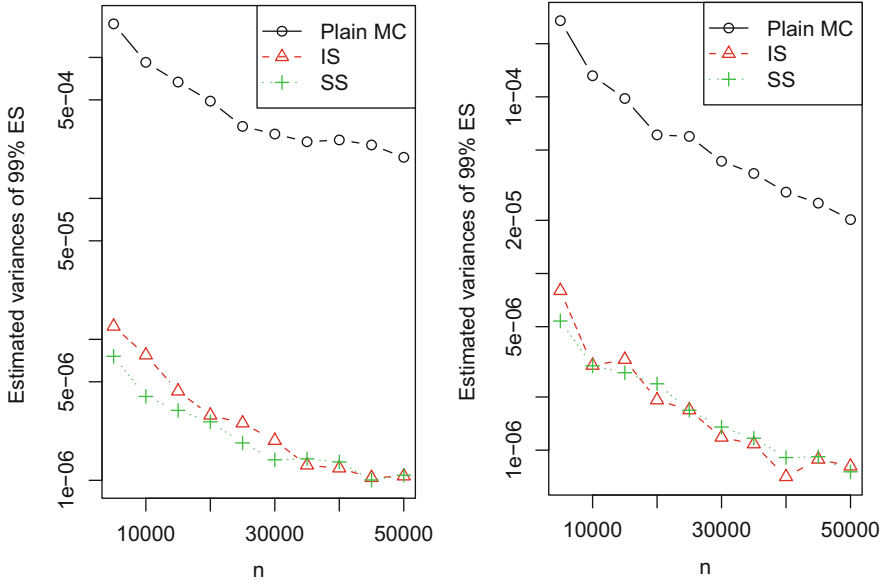 Estimated variances of 99% ES
5e−04
5e−05
5e−06
1e−06
Plain MC
IS
SS
10000 30000 50000
n
Estimated variances of 99% ES
1e−04
2e−05
5e−06
1e−06
Plain MC
IS
SS
10000 30000 50000
n